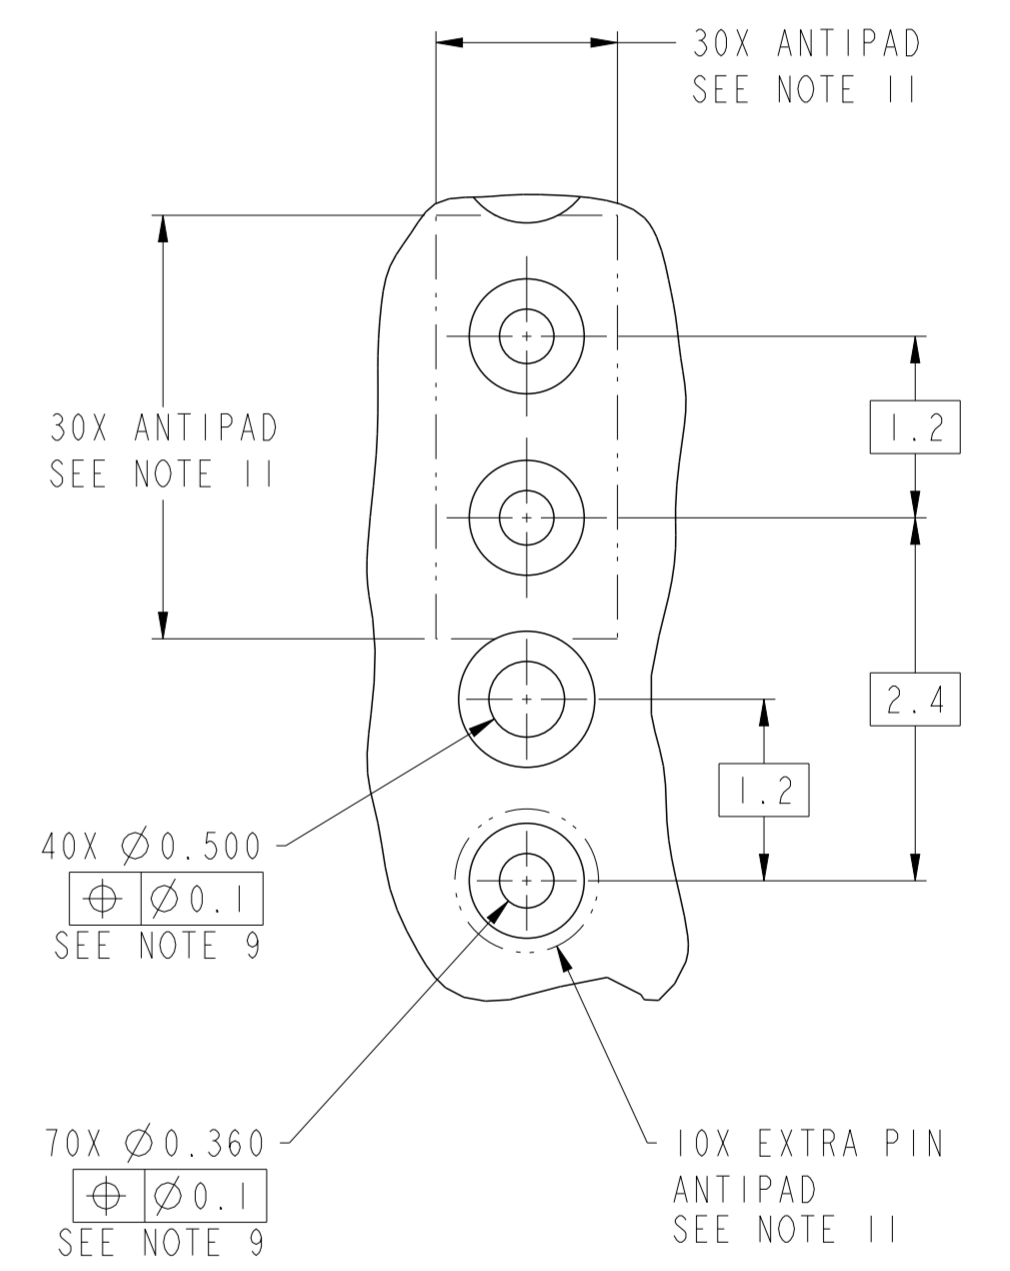 30X ANTIPAD
SEE NOTE 11
30X ANTIPAD
SEE NOTE 11
1.2
2.4
1.2
40X ∅0.500
⌖ ∅0.1
SEE NOTE 9
70X ∅0.360
⌖ ∅0.1
SEE NOTE 9
10X EXTRA PIN
ANTIPAD
SEE NOTE 11